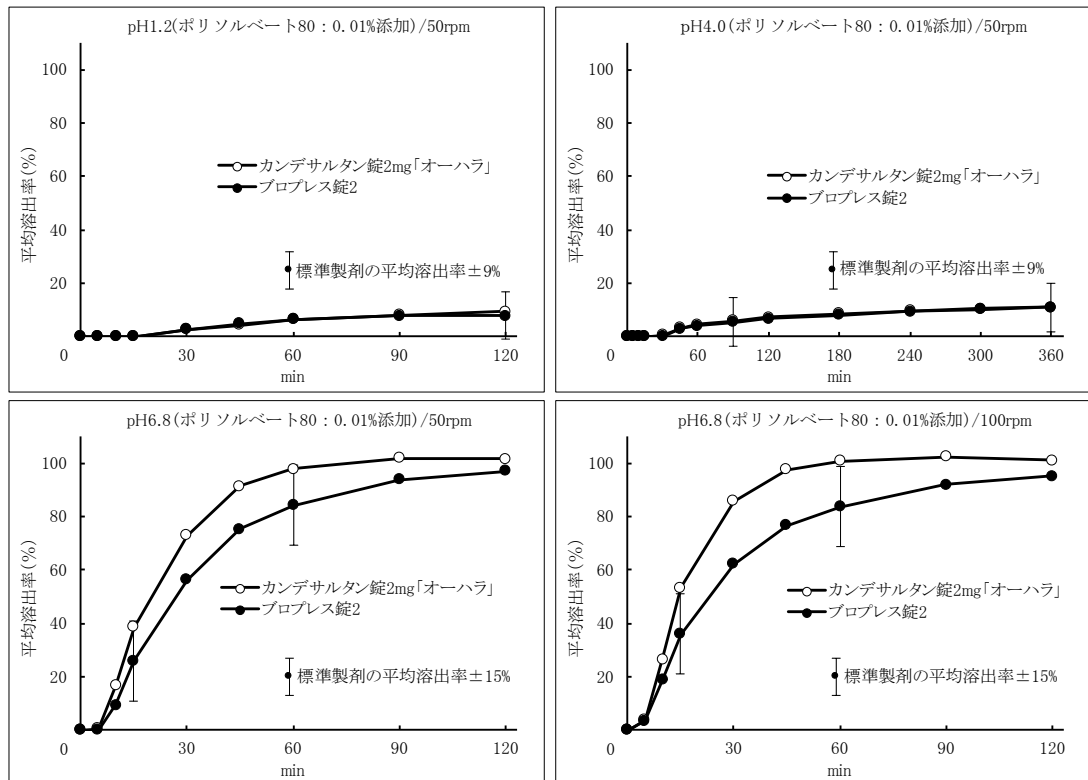 pH1.2(ポリソルベート80：0.01%添加)/50rpm
平均溶出率(%)
100
80
60
40
20
0
30
60
90
120
min
カンデサルタン錠2mg「オーハラ」
ブロプレス錠2
標準製剤の平均溶出率±9%
pH4.0(ポリソルベート80：0.01%添加)/50rpm
平均溶出率(%)
100
80
60
40
20
0
60
120
180
240
300
360
min
カンデサルタン錠2mg「オーハラ」
ブロプレス錠2
標準製剤の平均溶出率±9%
pH6.8(ポリソルベート80：0.01%添加)/50rpm
平均溶出率(%)
100
80
60
40
20
0
30
60
90
120
min
カンデサルタン錠2mg「オーハラ」
ブロプレス錠2
標準製剤の平均溶出率±15%
pH6.8(ポリソルベート80：0.01%添加)/100rpm
平均溶出率(%)
100
80
60
40
20
0
30
60
90
120
min
カンデサルタン錠2mg「オーハラ」
ブロプレス錠2
標準製剤の平均溶出率±15%